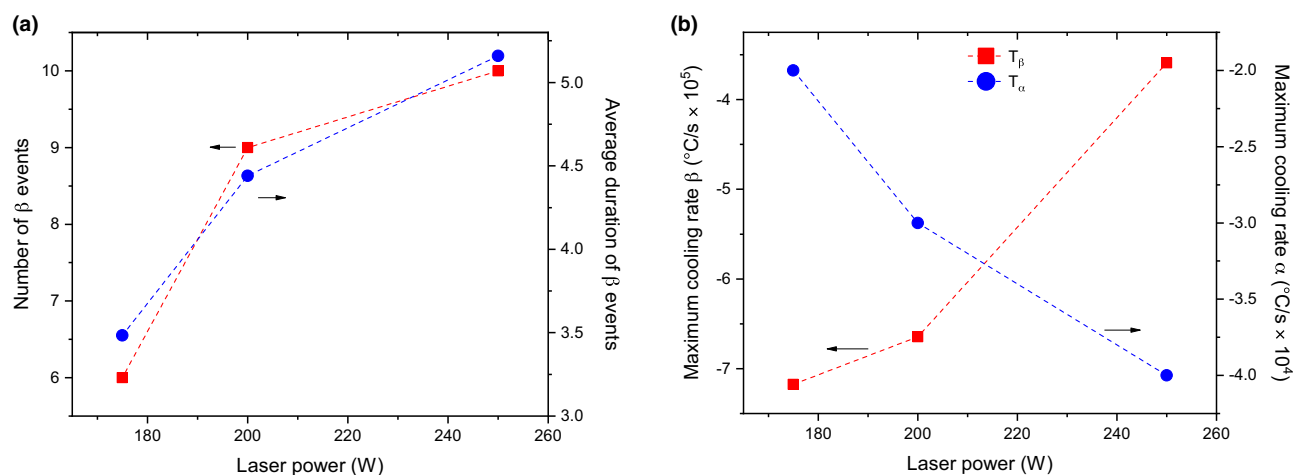 (a)
10
9
8
7
6
Number of β events
5.0
4.5
4.0
3.5
3.0
Average duration of β events
180 200 220 240 260
Laser power (W)
(b)
-4
-5
-6
-7
Maximum cooling rate β (°C/s × 10⁵)
T_β
T_α
-2.0
-2.5
-3.0
-3.5
-4.0
Maximum cooling rate α (°C/s × 10⁴)
180 200 220 240 260
Laser power (W)